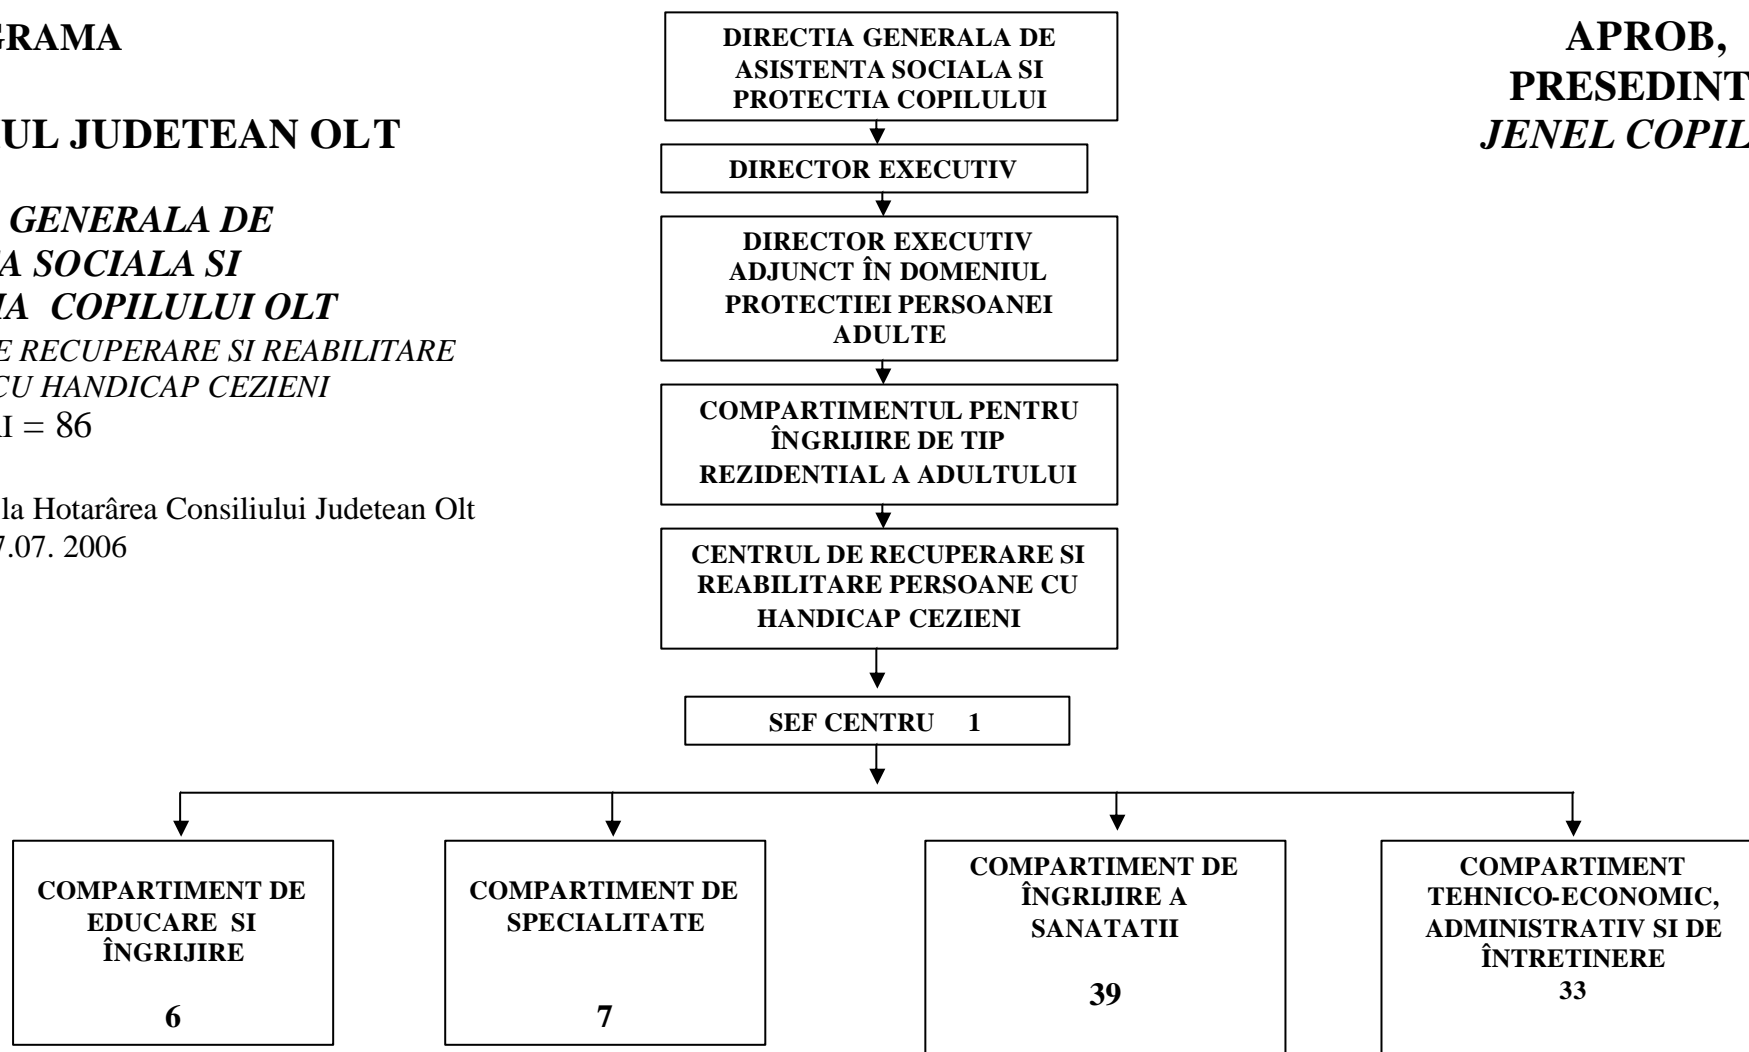 GRAMA
UL JUDETEAN OLT
GENERALA DE
A SOCIALA SI
IA COPILULUI OLT
E RECUPERARE SI REABILITARE
CU HANDICAP CEZIENI
I = 86
la Hotarârea Consiliului Judetean Olt
7.07. 2006
DIRECTIA GENERALA DE
ASISTENTA SOCIALA SI
PROTECTIA COPILULUI
DIRECTOR EXECUTIV
DIRECTOR EXECUTIV
ADJUNCT ÎN DOMENIUL
PROTECTIEI PERSOANEI
ADULTE
COMPARTIMENTUL PENTRU
ÎNGRIJIRE DE TIP
REZIDENTIAL A ADULTULUI
CENTRUL DE RECUPERARE SI
REABILITARE PERSOANE CU
HANDICAP CEZIENI
SEF CENTRU 1
APROB,
PRESEDINT
JENEL COPIL
COMPARTIMENT DE
EDUCARE SI
ÎNGRIJIRE
6
COMPARTIMENT DE
SPECIALITATE
7
COMPARTIMENT DE
ÎNGRIJIRE A
SANATATII
39
COMPARTIMENT
TEHNICO-ECONOMIC,
ADMINISTRATIV SI DE
ÎNTRETINERE
33